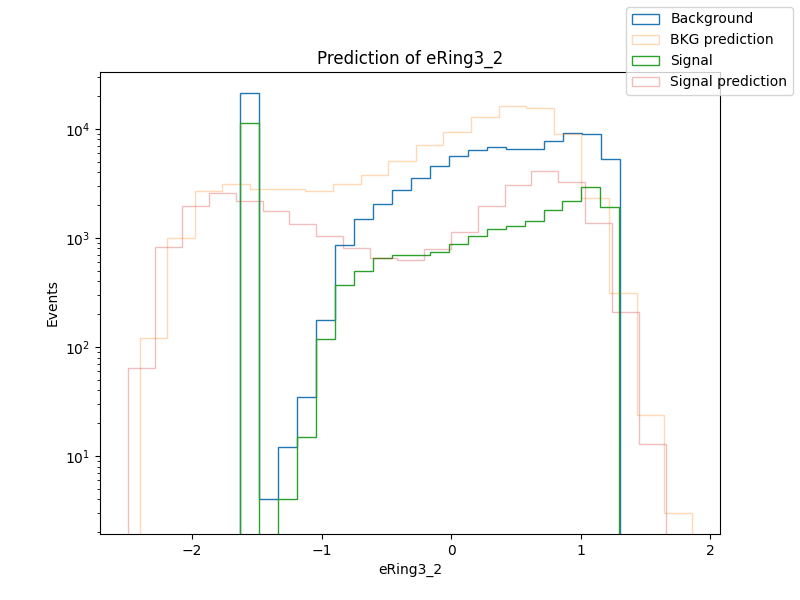 Prediction of eRing3_2
Background
BKG prediction
Signal
Signal prediction
Events
10⁴
10³
10²
10¹
−2
−1
0
1
2
eRing3_2